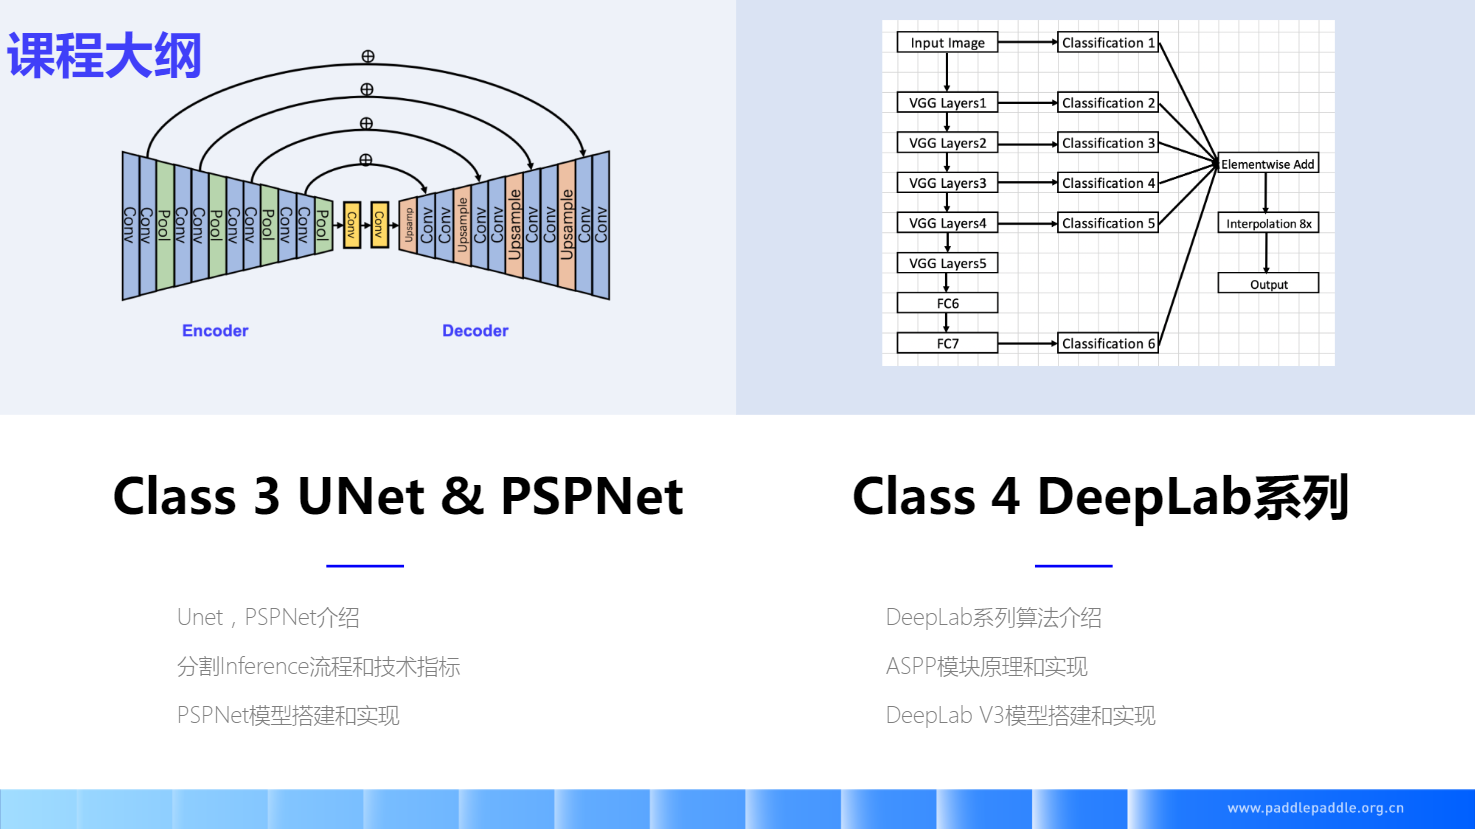 课程大纲
Conv
Conv
Pool
Conv
Conv
Pool
Conv
Conv
Pool
Conv
Conv
Pool
Conv
Conv
Upsamp
Conv
Conv
Upsample
Conv
Conv
Upsample
Conv
Conv
Upsample
Conv
Conv
Encoder
Decoder
Input Image
Classification 1
VGG Layers1
Classification 2
VGG Layers2
Classification 3
VGG Layers3
Classification 4
VGG Layers4
Classification 5
VGG Layers5
FC6
FC7
Classification 6
Elementwise Add
Interpolation 8x
Output
Class 3 UNet & PSPNet
Unet，PSPNet介绍
分割Inference流程和技术指标
PSPNet模型搭建和实现
Class 4 DeepLab系列
DeepLab系列算法介绍
ASPP模块原理和实现
DeepLab V3模型搭建和实现
www.paddlepaddle.org.cn